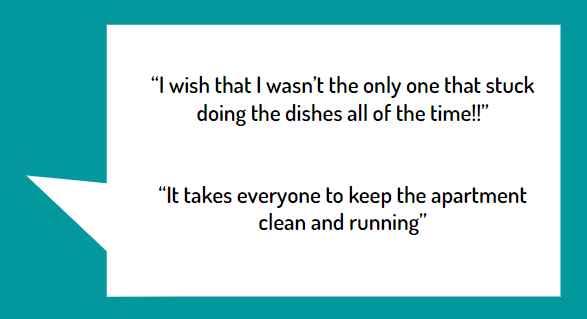 “I wish that I wasn’t the only one that stuck
doing the dishes all of the time!!”
“It takes everyone to keep the apartment
clean and running”